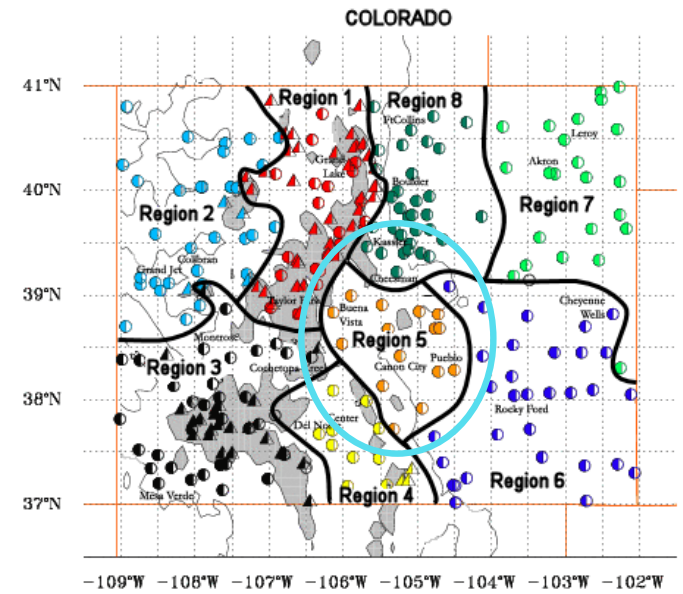 COLORADO
41°N
40°N
39°N
38°N
37°N
Region 1
Region 8
FtCollins
Leroy
Grand
Lake
Akron
Boulder
Region 2
Region 7
Kassler
Collbran
Grand Jct
Cheesman
Taylor Park
Buena
Vista
Cheyenne
Wells
Montrose
Region 5
Region 3
Cochetopa Creek
Pueblo
Canon City
Rocky Ford
Center
Del Norte
Mesa Verde
Region 4
Region 6
-109°W
-108°W
-107°W
-106°W
-105°W
-104°W
-103°W
-102°W